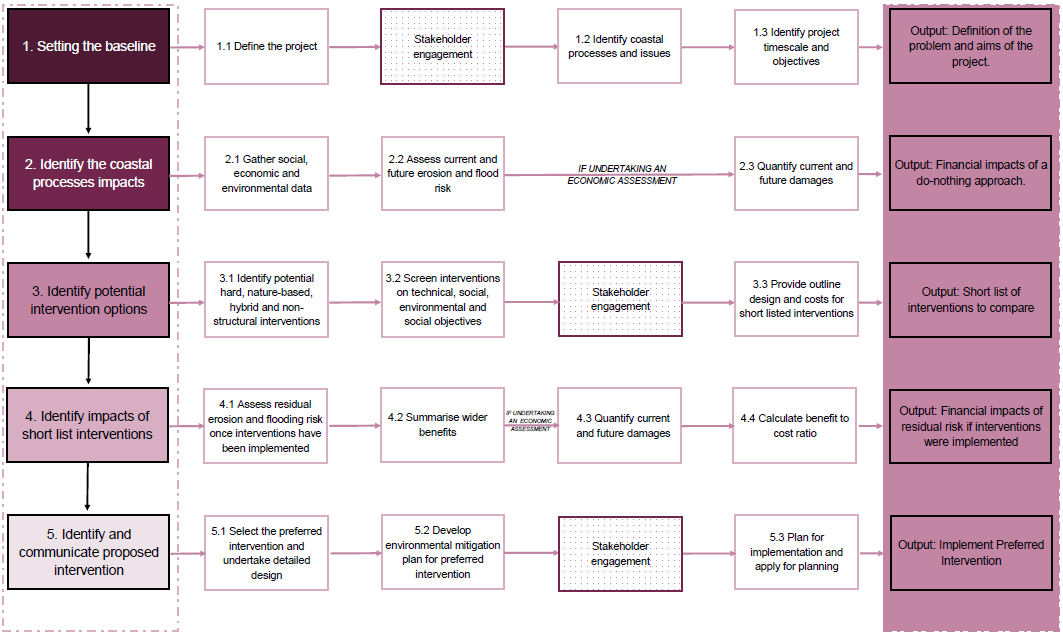 1. Setting the baseline
1.1 Define the project
Stakeholder
engagement
1.2 Identify coastal
processes and issues
1.3 Identify project
timescale and
objectives
Output: Definition of the
problem and aims of the
project.
2. Identify the coastal
processes impacts
2.1 Gather social,
economic and
environmental data
2.2 Assess current and
future erosion and flood
risk
IF UNDERTAKING AN
ECONOMIC ASSESSMENT
2.3 Quantify current and
future damages
Output: Financial impacts of a
do-nothing approach.
3. Identify potential
intervention options
3.1 Identify potential
hard, nature-based,
hybrid and non-
structural interventions
3.2 Screen interventions
on technical, social,
environmental and
social objectives
Stakeholder
engagement
3.3 Provide outline
design and costs for
short listed interventions
Output: Short list of
interventions to compare
4. Identify impacts of
short list interventions
4.1 Assess residual
erosion and flooding risk
once interventions have
been implemented
4.2 Summarise wider
benefits
IF UNDERTAKING
AN ECONOMIC
ASSESSMENT
4.3 Quantify current
and future damages
4.4 Calculate benefit to
cost ratio
Output: Financial impacts of
residual risk if interventions
were implemented
5. Identify and
communicate proposed
intervention
5.1 Select the preferred
intervention and
undertake detailed
design
5.2 Develop
environmental mitigation
plan for preferred
intervention
Stakeholder
engagement
5.3 Plan for
implementation and
apply for planning
Output: Implement Preferred
Intervention